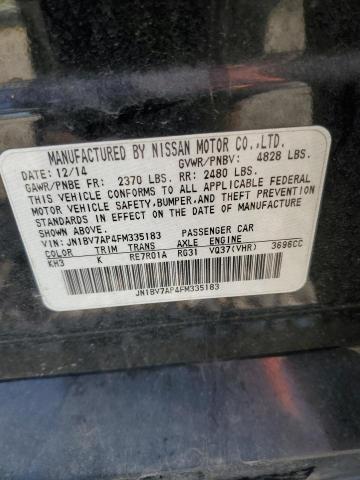 MANUFACTURED BY NISSAN MOTOR CO.,LTD.
DATE: 12/14 GVWR/PNBV: 4828 LBS.
GAWR/PNBE FR: 2370 LBS. RR: 2480 LBS.
THIS VEHICLE CONFORMS TO ALL APPLICABLE FEDERAL
MOTOR VEHICLE SAFETY,BUMPER,AND THEFT PREVENTION
STANDARDS IN EFFECT ON THE DATE OF MANUFACTURE
SHOWN ABOVE.
VIN: JN1BV7AP4FM335183 PASSENGER CAR
COLOR TRIM TRANS AXLE ENGINE
KH3 K RE7R01A RG31 VQ37(VHR) 3696CC
JN1BV7AP4FM335183